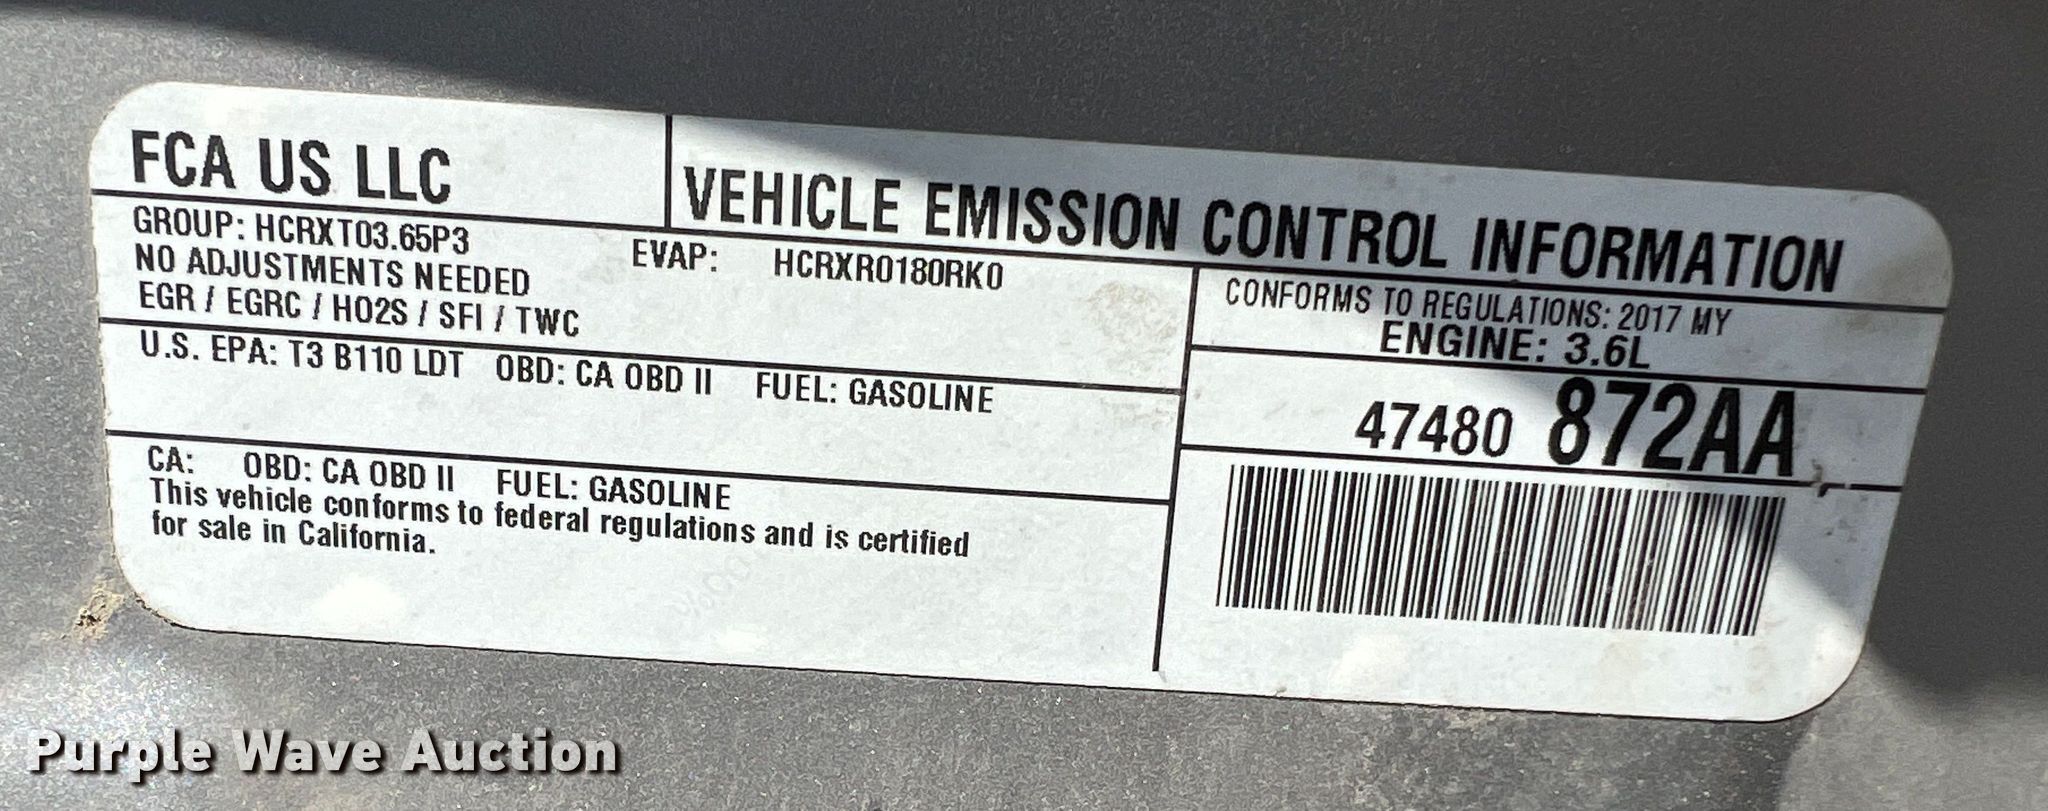 FCA US LLC
VEHICLE EMISSION CONTROL INFORMATION
GROUP: HCRXT03.65P3
EVAP: HCRXR0180RK0
NO ADJUSTMENTS NEEDED
EGR / EGRC / HO2S / SFI / TWC
CONFORMS TO REGULATIONS: 2017 MY
ENGINE: 3.6L
U.S. EPA: T3 B110 LDT OBD: CA OBD II FUEL: GASOLINE
47480 872AA
CA: OBD: CA OBD II FUEL: GASOLINE
This vehicle conforms to federal regulations and is certified
for sale in California.
Purple Wave Auction